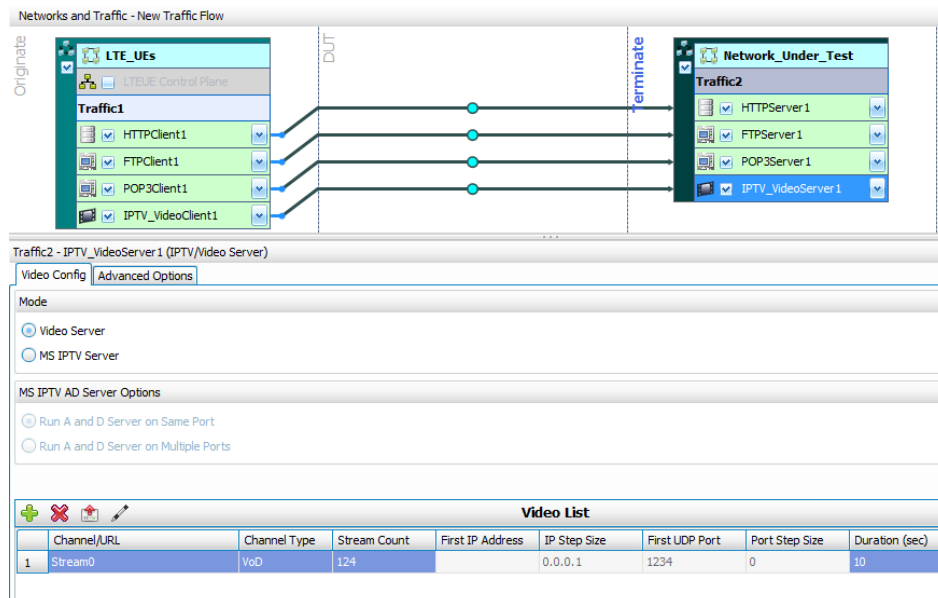 Networks and Traffic - New Traffic Flow
Originate
DUT
Terminate
LTE_UEs
LTEUE Control Plane
Traffic1
HTTPClient1
FTPClient1
POP3Client1
IPTV_VideoClient1
Network_Under_Test
Traffic2
HTTPServer1
FTPServer1
POP3Server1
IPTV_VideoServer1
Traffic2 - IPTV_VideoServer1 (IPTV/Video Server)
Video Config Advanced Options
Mode
Video Server
MS IPTV Server
MS IPTV AD Server Options
Run A and D Server on Same Port
Run A and D Server on Multiple Ports
Video List
Channel/URL Channel Type Stream Count First IP Address IP Step Size First UDP Port Port Step Size Duration (sec)
1 Stream0 VoD 124 0.0.0.1 1234 0 10